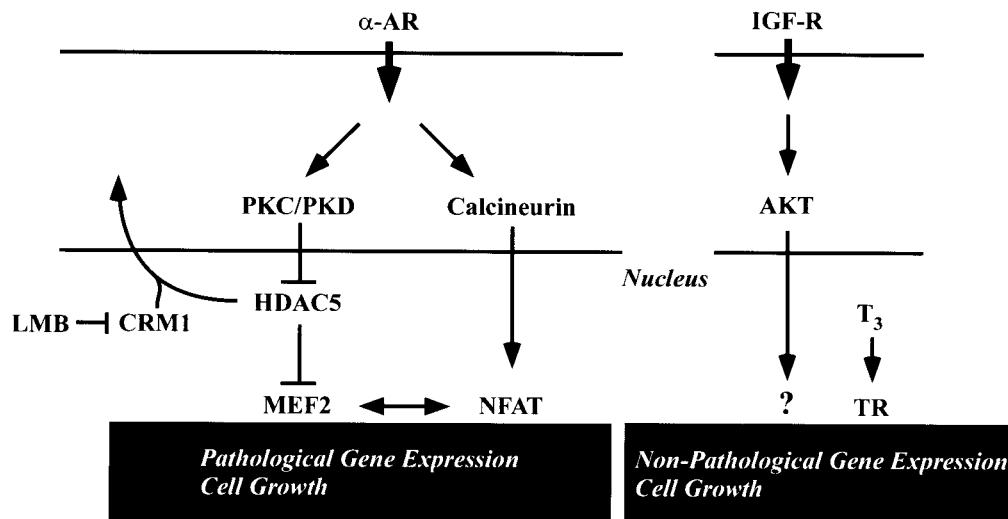 α-AR
IGF-R
PKC/PKD
Calcineurin
AKT
Nucleus
HDAC5
LMB
CRM1
T3
MEF2
NFAT
?
TR
Pathological Gene Expression
Cell Growth
Non-Pathological Gene Expression
Cell Growth